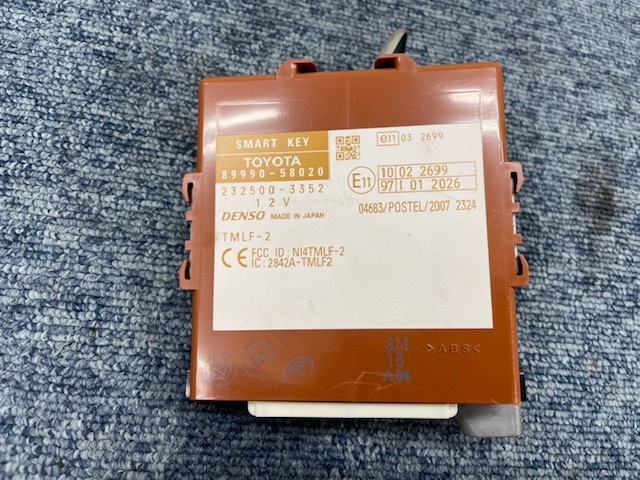 SMART KEY
TOYOTA
89990-58020
232500-3352
12V
DENSO MADE IN JAPAN
TMLF-2
CE FCC ID : NI4TMLF-2
IC : 2842A-TMLF2
e11 03 2699
E11 10 02 2699
97 I 01 2026
04683/POSTEL/2007 2324
>ABS<